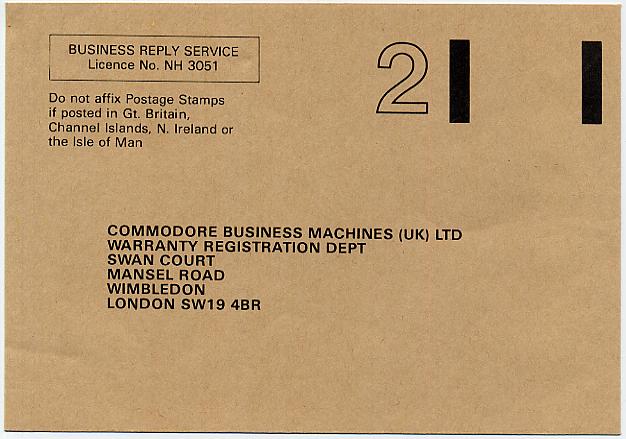 BUSINESS REPLY SERVICE
Licence No. NH 3051
2
Do not affix Postage Stamps
if posted in Gt. Britain,
Channel Islands, N. Ireland or
the Isle of Man
COMMODORE BUSINESS MACHINES (UK) LTD
WARRANTY REGISTRATION DEPT
SWAN COURT
MANSEL ROAD
WIMBLEDON
LONDON SW19 4BR